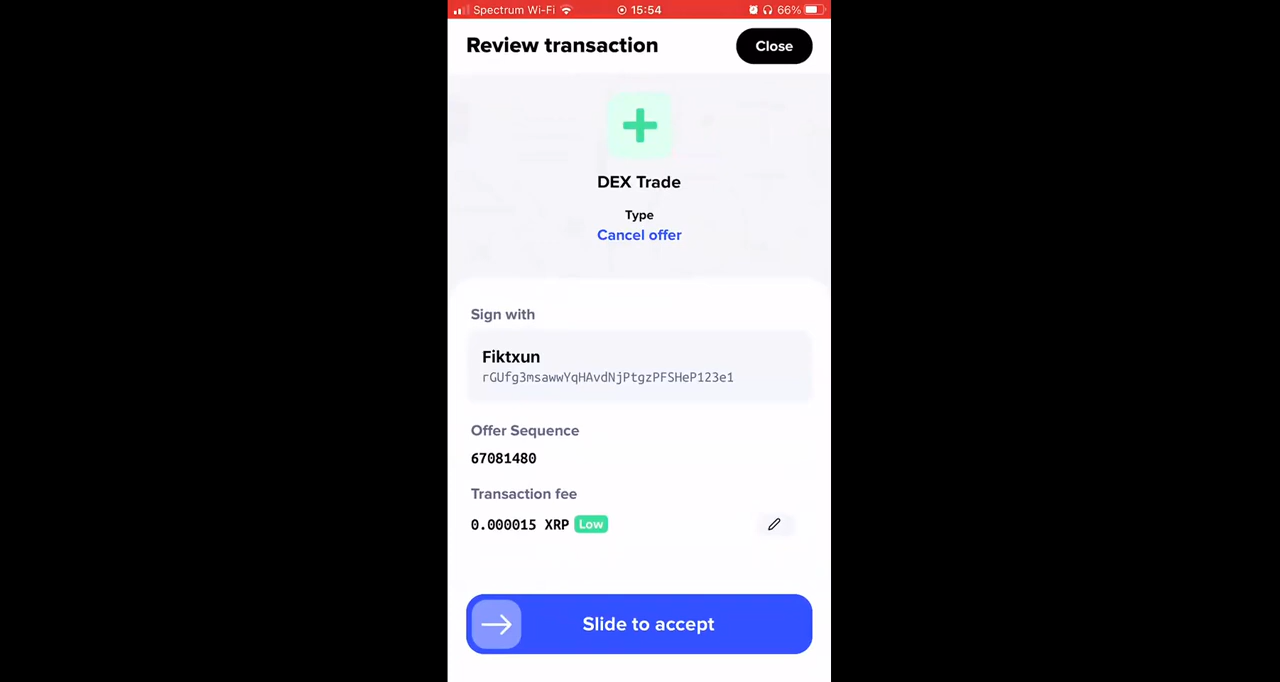 Spectrum Wi-Fi 15:54 66%
Review transaction Close
DEX Trade
Type
Cancel offer
Sign with
Fiktxun
rGUfg3msawwYqHAvdNjPtgzPFSHeP123e1
Offer Sequence
67081480
Transaction fee
0.000015 XRP Low
Slide to accept